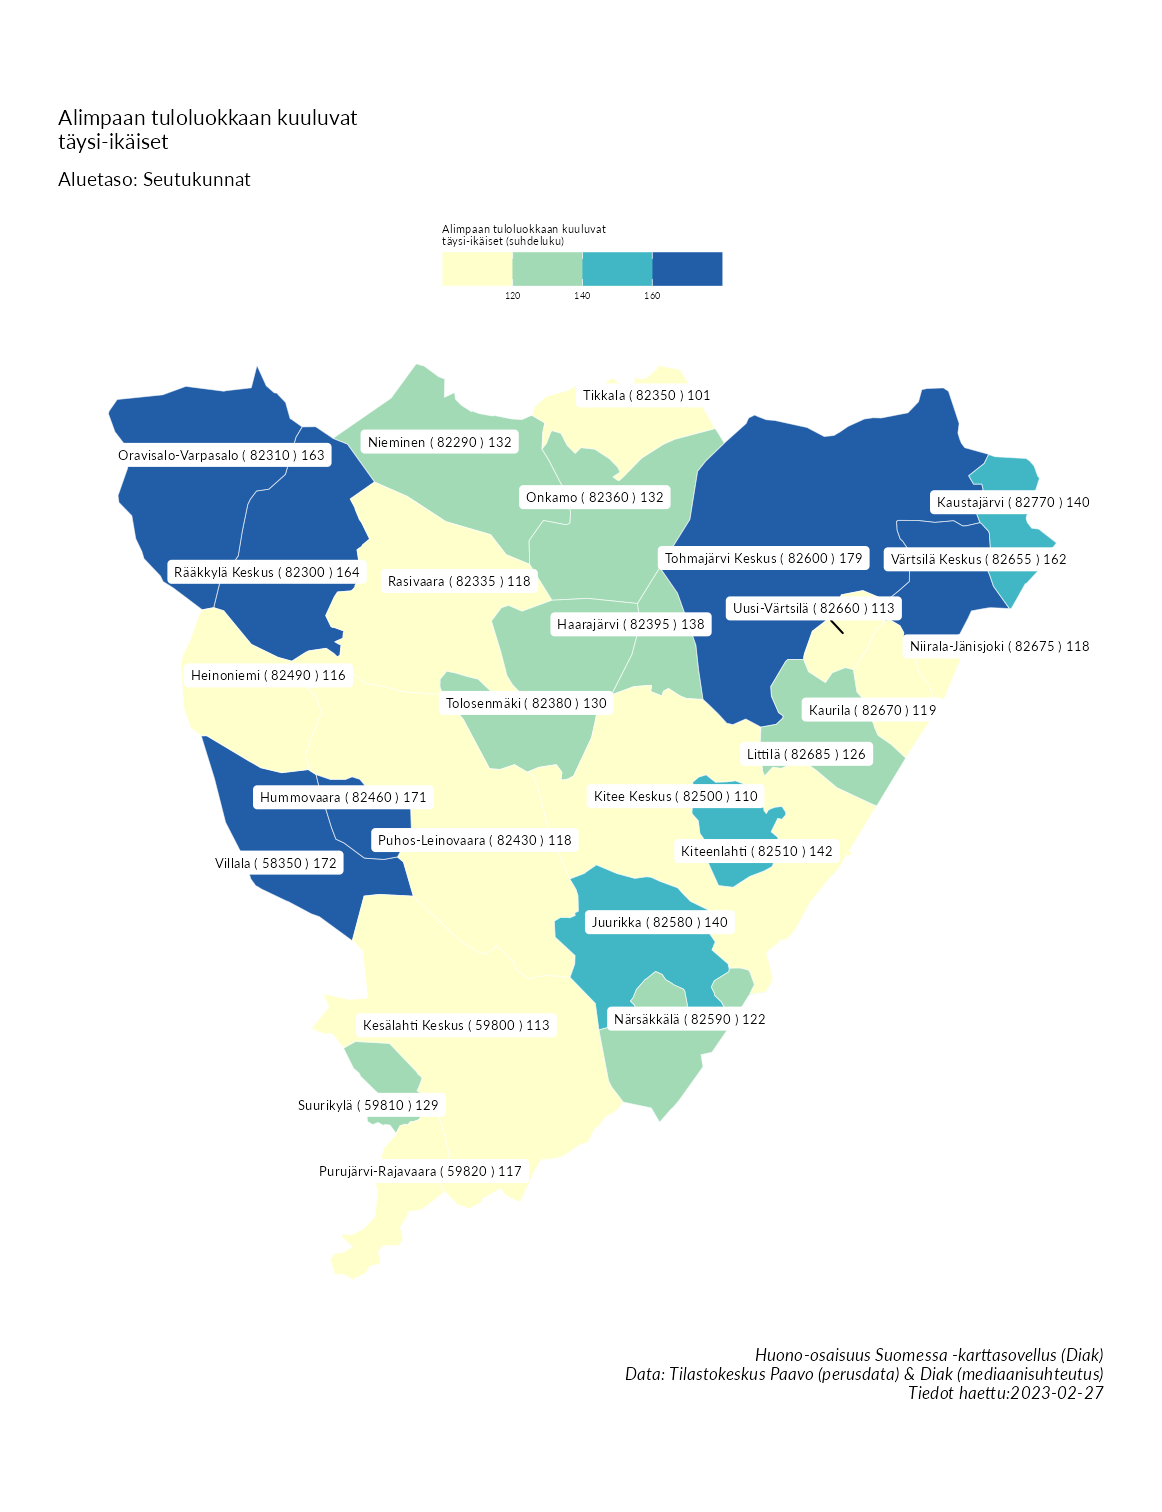 Alimpaan tuloluokkaan kuuluvat
täysi-ikäiset
Aluetaso: Seutukunnat
Alimpaan tuloluokkaan kuuluvat
täysi-ikäiset (suhdeluku)
120 140 160
Tikkala ( 82350 ) 101
Nieminen ( 82290 ) 132
Oravisalo-Varpasalo ( 82310 ) 163
Onkamo ( 82360 ) 132
Kaustajärvi ( 82770 ) 140
Tohmajärvi Keskus ( 82600 ) 179
Värtsilä Keskus ( 82655 ) 162
Rääkkylä Keskus ( 82300 ) 164
Rasivaara ( 82335 ) 118
Uusi-Värtsilä ( 82660 ) 113
Haarajärvi ( 82395 ) 138
Niirala-Jänisjoki ( 82675 ) 118
Heinoniemi ( 82490 ) 116
Tolosenmäki ( 82380 ) 130
Kaurila ( 82670 ) 119
Littilä ( 82685 ) 126
Hummovaara ( 82460 ) 171
Kitee Keskus ( 82500 ) 110
Puhos-Leinovaara ( 82430 ) 118
Kiteenlahti ( 82510 ) 142
Villala ( 58350 ) 172
Juurikka ( 82580 ) 140
Närsäkkälä ( 82590 ) 122
Kesälahti Keskus ( 59800 ) 113
Suurikylä ( 59810 ) 129
Purujärvi-Rajavaara ( 59820 ) 117
Huono-osaisuus Suomessa -karttasovellus (Diak)
Data: Tilastokeskus Paavo (perusdata) & Diak (mediaanisuhteutus)
Tiedot haettu:2023-02-27